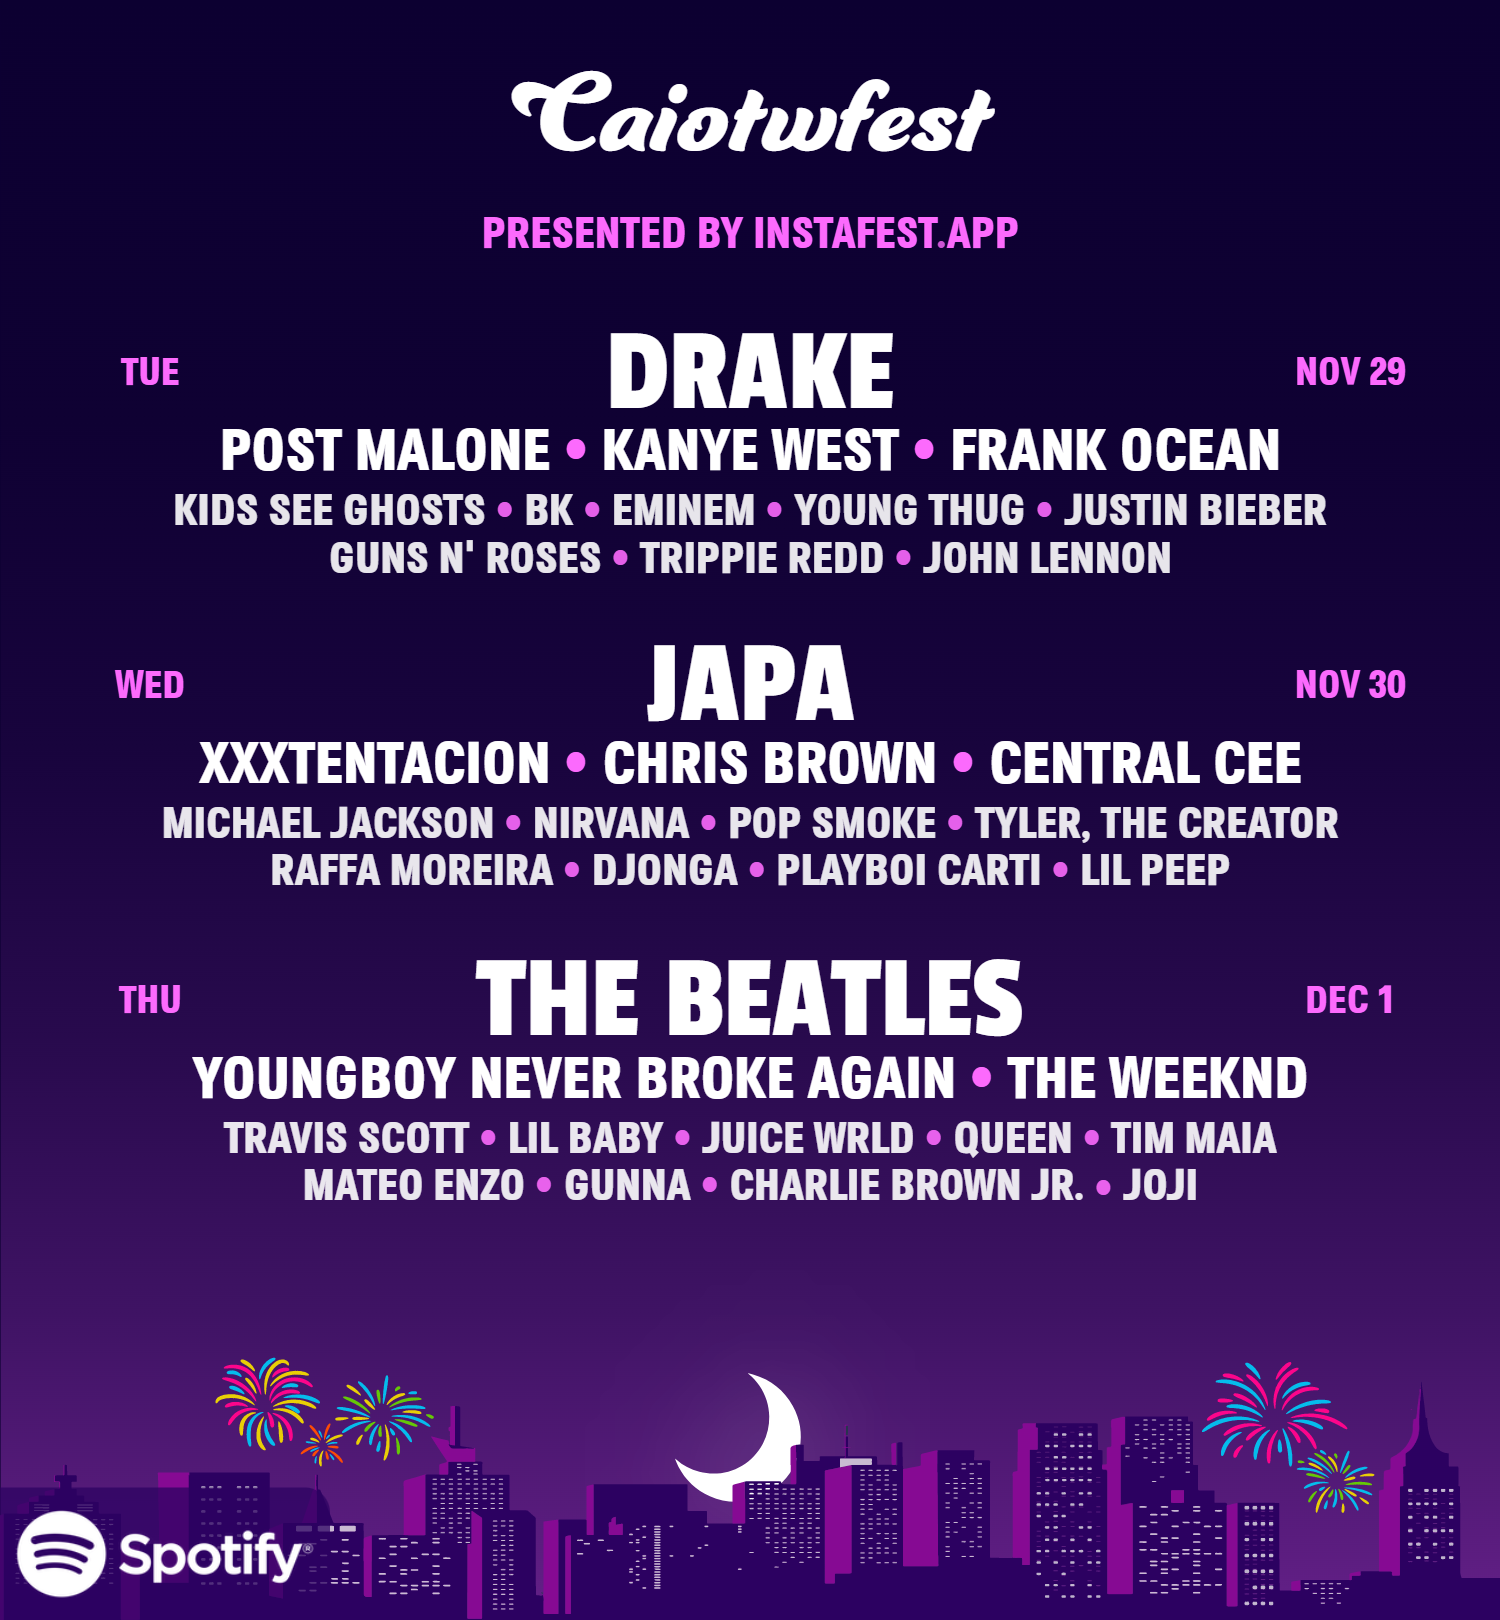 Caiotwfest
PRESENTED BY INSTAFEST.APP
TUE
DRAKE
NOV 29
POST MALONE • KANYE WEST • FRANK OCEAN
KIDS SEE GHOSTS • BK • EMINEM • YOUNG THUG • JUSTIN BIEBER
GUNS N' ROSES • TRIPPIE REDD • JOHN LENNON
WED
JAPA
NOV 30
XXXTENTACION • CHRIS BROWN • CENTRAL CEE
MICHAEL JACKSON • NIRVANA • POP SMOKE • TYLER, THE CREATOR
RAFFA MOREIRA • DJONGA • PLAYBOI CARTI • LIL PEEP
THU
THE BEATLES
DEC 1
YOUNGBOY NEVER BROKE AGAIN • THE WEEKND
TRAVIS SCOTT • LIL BABY • JUICE WRLD • QUEEN • TIM MAIA
MATEO ENZO • GUNNA • CHARLIE BROWN JR. • JOJI
Spotify®